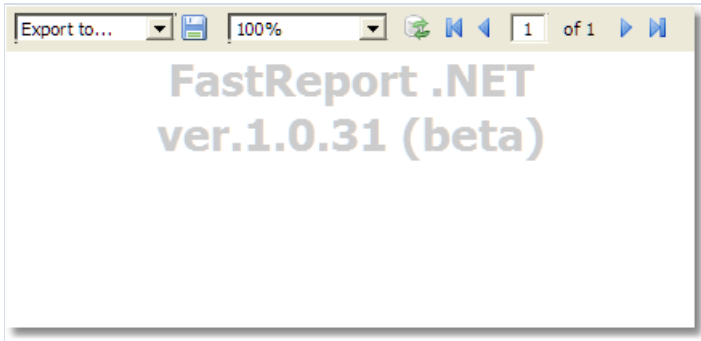 Export to... 100% 1 of 1
FastReport .NET
ver.1.0.31 (beta)